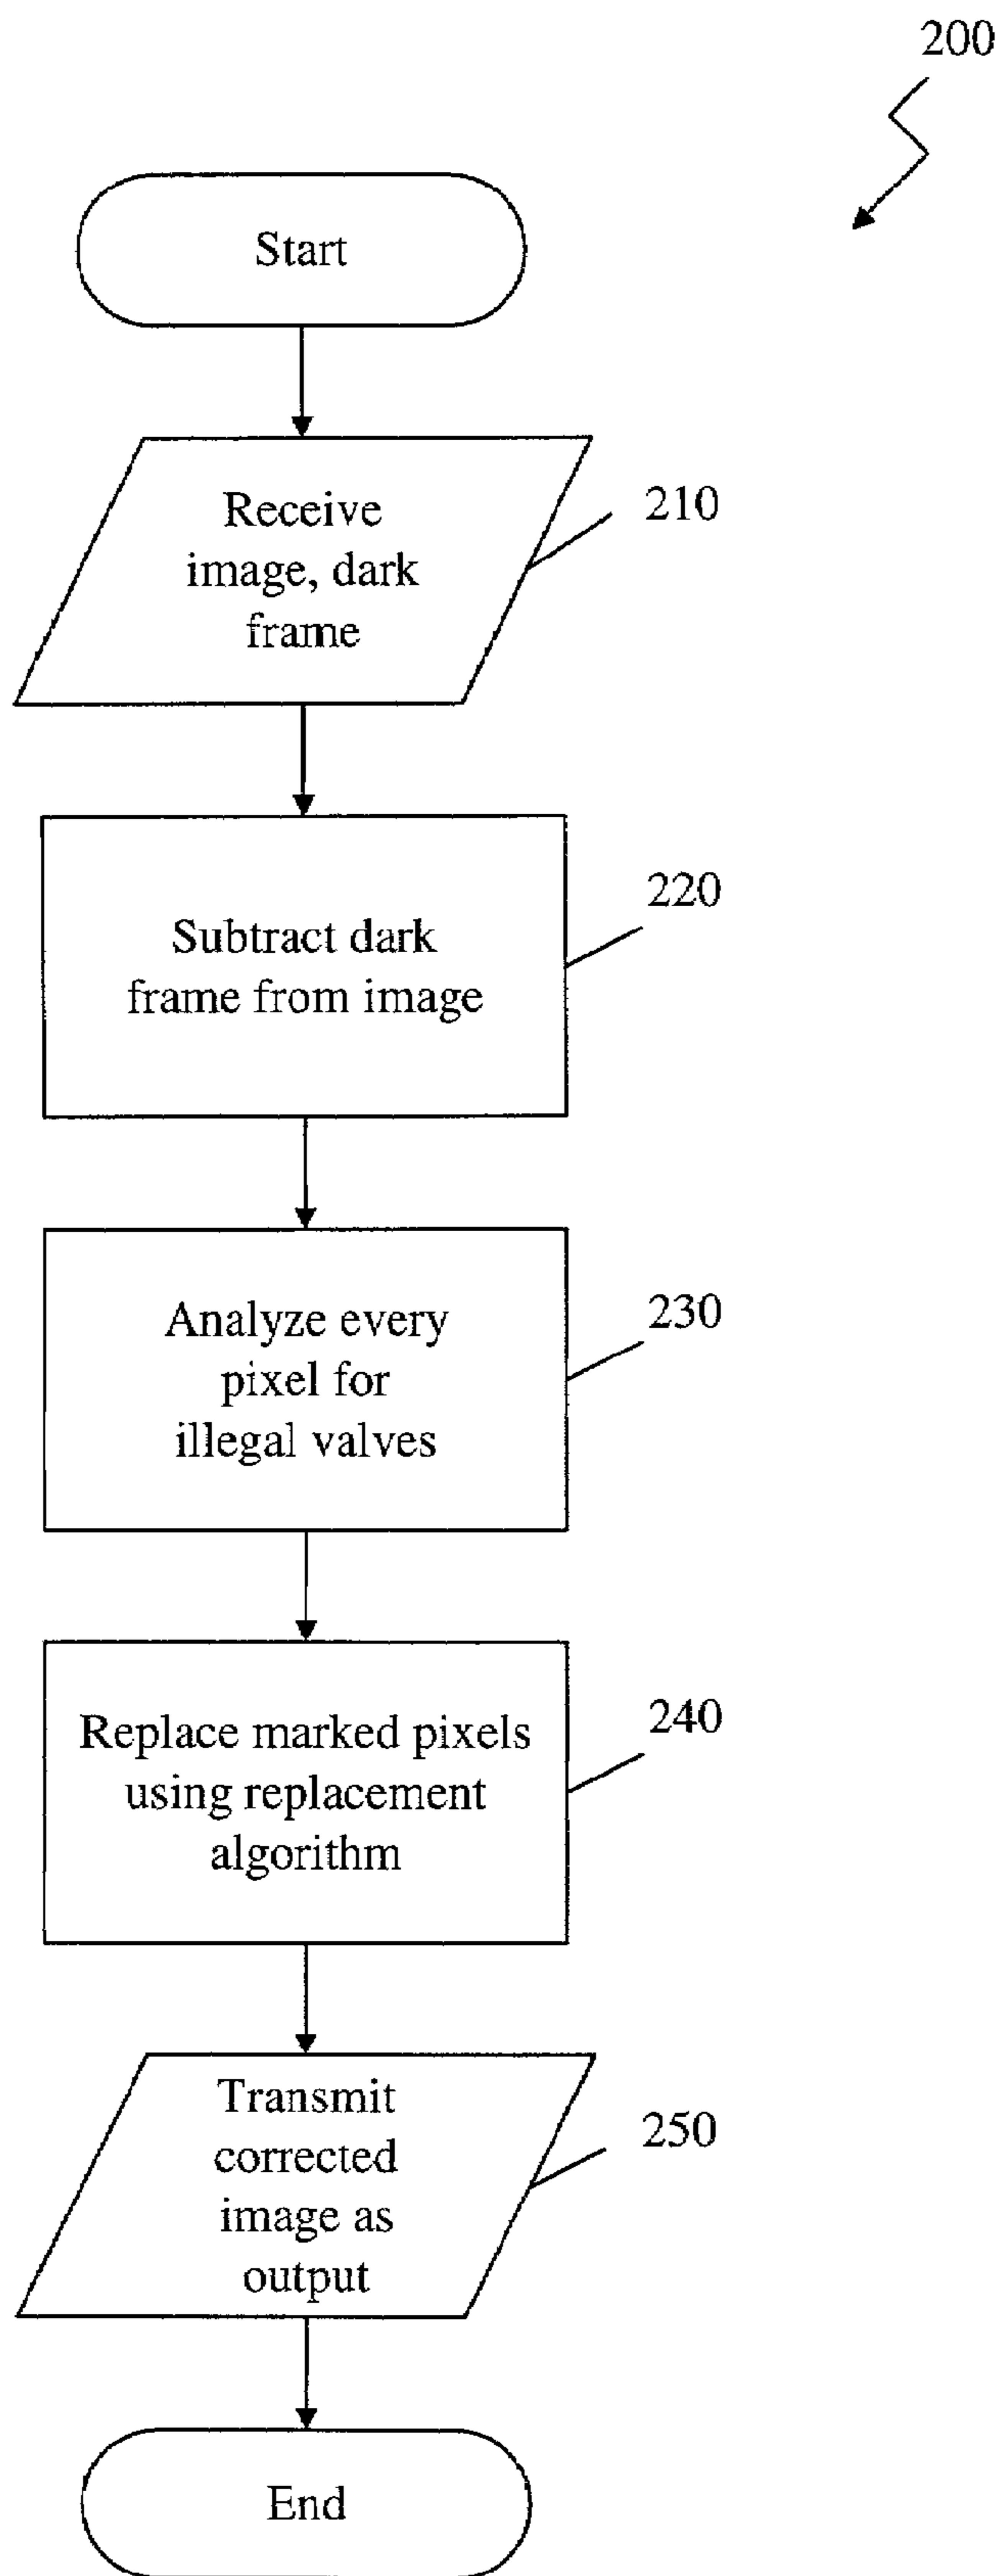 200
Start
Receive
image, dark
frame
210
Subtract dark
frame from image
220
Analyze every
pixel for
illegal valves
230
Replace marked pixels
using replacement
algorithm
240
Transmit
corrected
image as
output
250
End